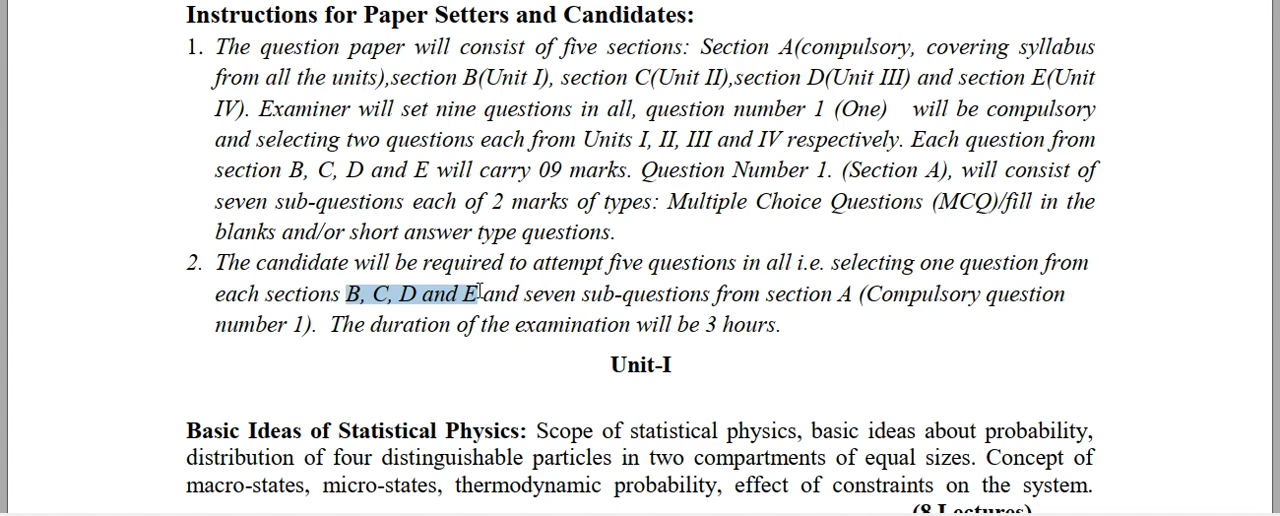 Instructions for Paper Setters and Candidates:
1. The question paper will consist of five sections: Section A(compulsory, covering syllabus
from all the units),section B(Unit I), section C(Unit II),section D(Unit III) and section E(Unit
IV). Examiner will set nine questions in all, question number 1 (One) will be compulsory
and selecting two questions each from Units I, II, III and IV respectively. Each question from
section B, C, D and E will carry 09 marks. Question Number 1. (Section A), will consist of
seven sub-questions each of 2 marks of types: Multiple Choice Questions (MCQ)/fill in the
blanks and/or short answer type questions.
2. The candidate will be required to attempt five questions in all i.e. selecting one question from
each sections B, C, D and E and seven sub-questions from section A (Compulsory question
number 1). The duration of the examination will be 3 hours.
Unit-I
Basic Ideas of Statistical Physics: Scope of statistical physics, basic ideas about probability,
distribution of four distinguishable particles in two compartments of equal sizes. Concept of
macro-states, micro-states, thermodynamic probability, effect of constraints on the system.
(8 Lectures)